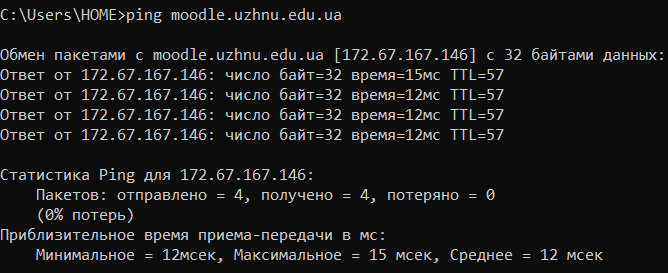 C:\Users\HOME>ping moodle.uzhnu.edu.ua
Обмен пакетами с moodle.uzhnu.edu.ua [172.67.167.146] с 32 байтами данных:
Ответ от 172.67.167.146: число байт=32 время=15мс TTL=57
Ответ от 172.67.167.146: число байт=32 время=12мс TTL=57
Ответ от 172.67.167.146: число байт=32 время=12мс TTL=57
Ответ от 172.67.167.146: число байт=32 время=12мс TTL=57
Статистика Ping для 172.67.167.146:
Пакетов: отправлено = 4, получено = 4, потеряно = 0
(0% потерь)
Приблизительное время приема-передачи в мс:
Минимальное = 12мсек, Максимальное = 15 мсек, Среднее = 12 мсек